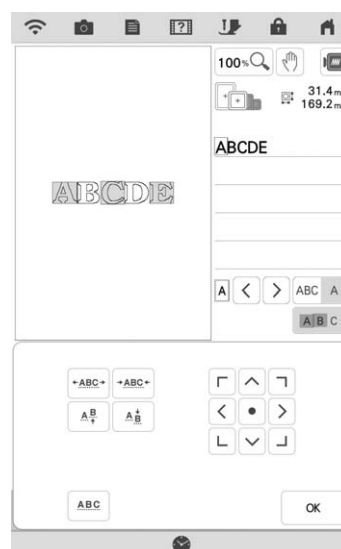 100%
31.4 m
169.2 m
ABCDE
ABCDE
A < > ABC A
A B C
←ABC→ →ABC←
A B A B
ABC
OK